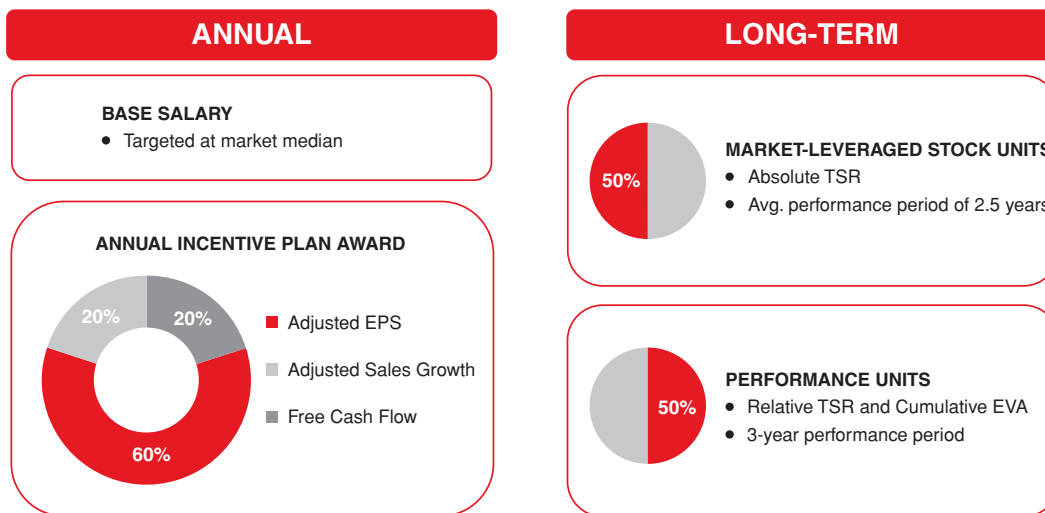 ANNUAL
BASE SALARY
● Targeted at market median
ANNUAL INCENTIVE PLAN AWARD
20%
20%
60%
Adjusted EPS
Adjusted Sales Growth
Free Cash Flow
LONG-TERM
50%
MARKET-LEVERAGED STOCK UNITS
● Absolute TSR
● Avg. performance period of 2.5 years
50%
PERFORMANCE UNITS
● Relative TSR and Cumulative EVA
● 3-year performance period